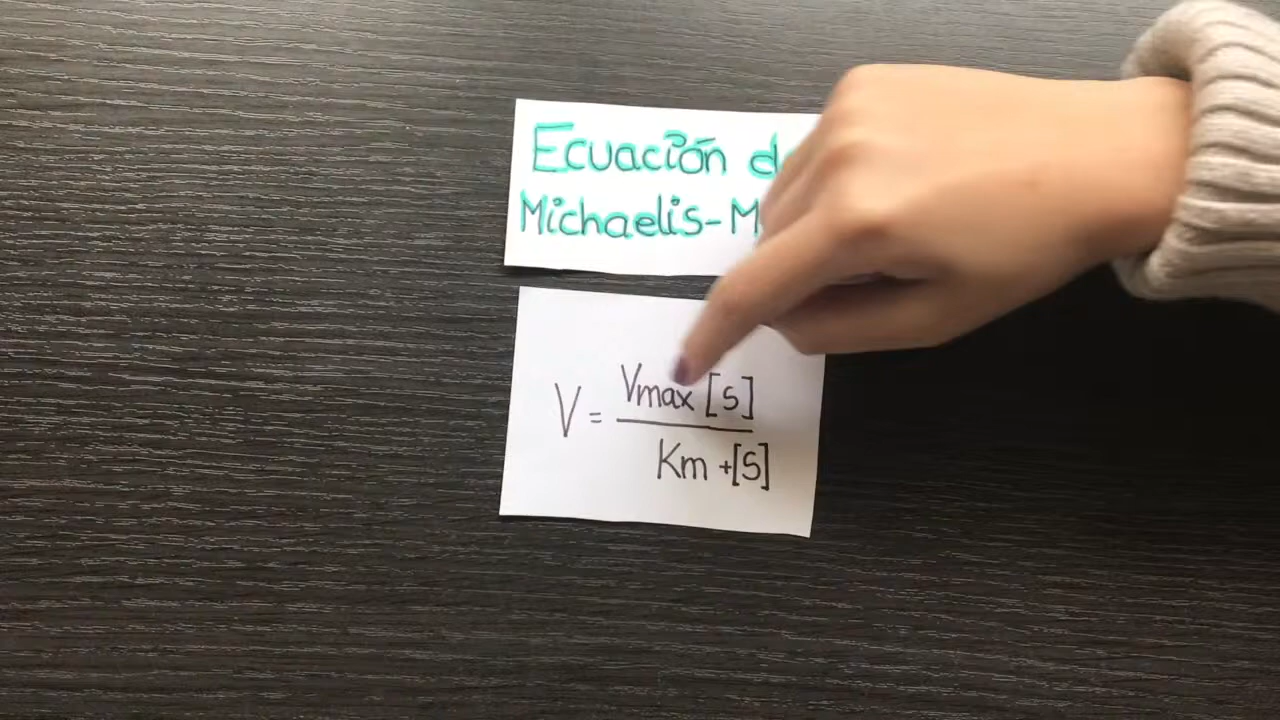 Ecuación
Michaelis-
V = Vmax [S]
Km + [S]